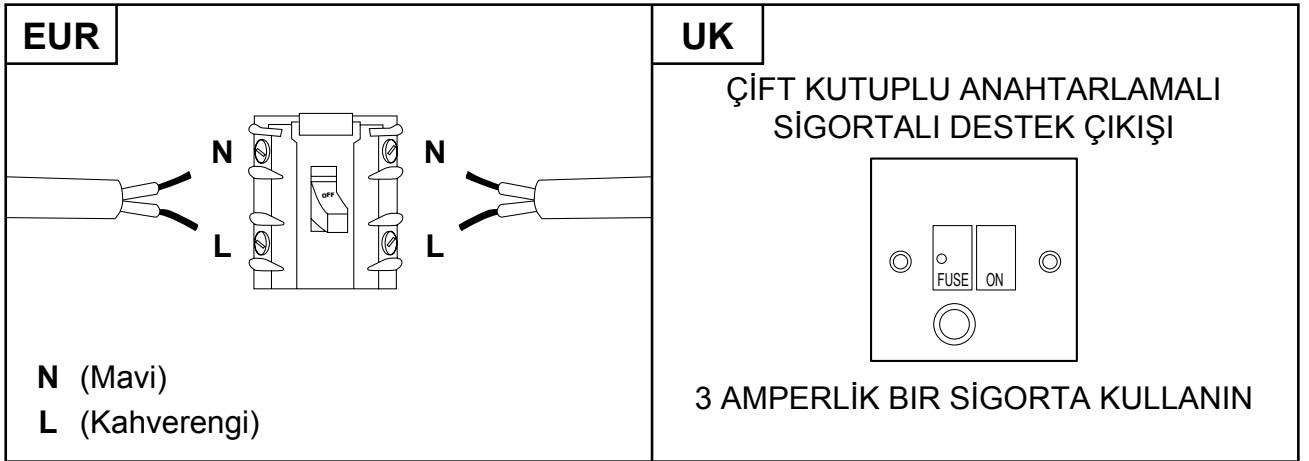 EUR
N
N
OFF
L
L
N (Mavi)
L (Kahverengi)
UK
ÇİFT KUTUPLU ANAHTARLAMALI
SİGORTALI DESTEK ÇIKIŞI
FUSE ON
3 AMPERLİK BIR SİGORTA KULLANIN